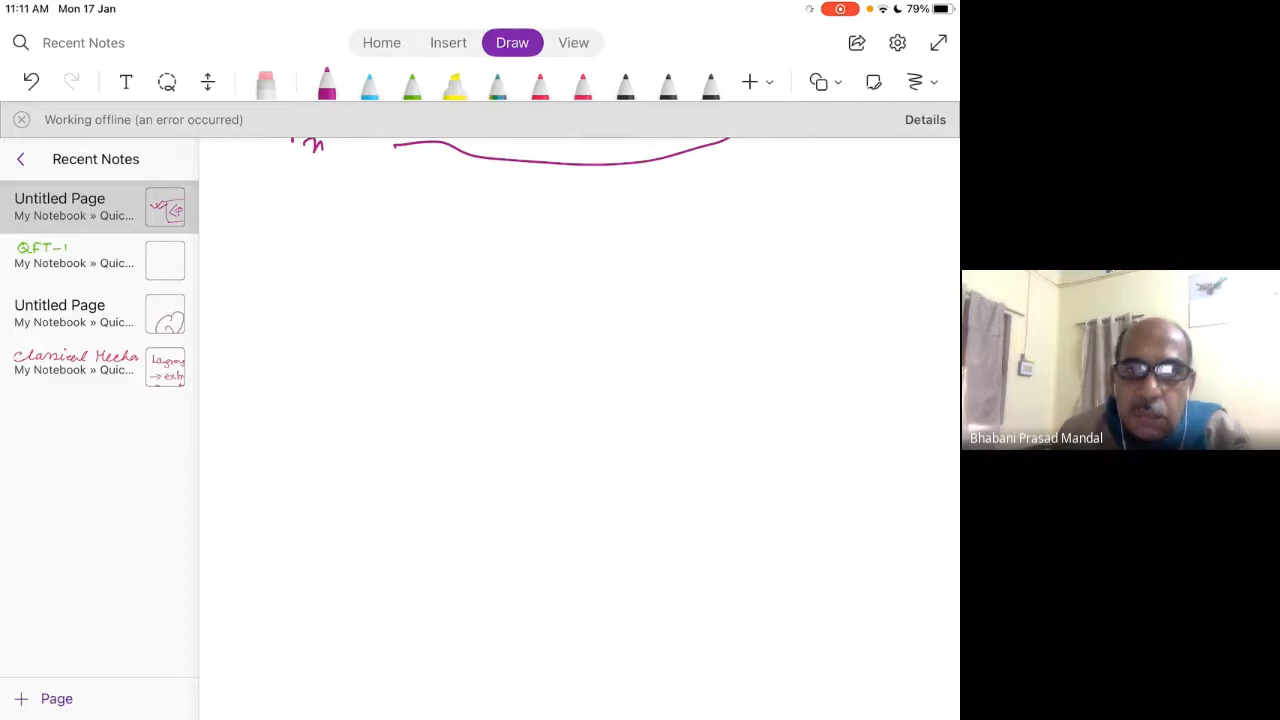 11:11 AM Mon 17 Jan
79%
Recent Notes
Home
Insert
Draw
View
Working offline (an error occurred)
Details
Recent Notes
Untitled Page
My Notebook » Quic...
QFT-1
My Notebook » Quic...
Untitled Page
My Notebook » Quic...
Classical Mecha
My Notebook » Quic...
Page
n
Bhabani Prasad Mandal